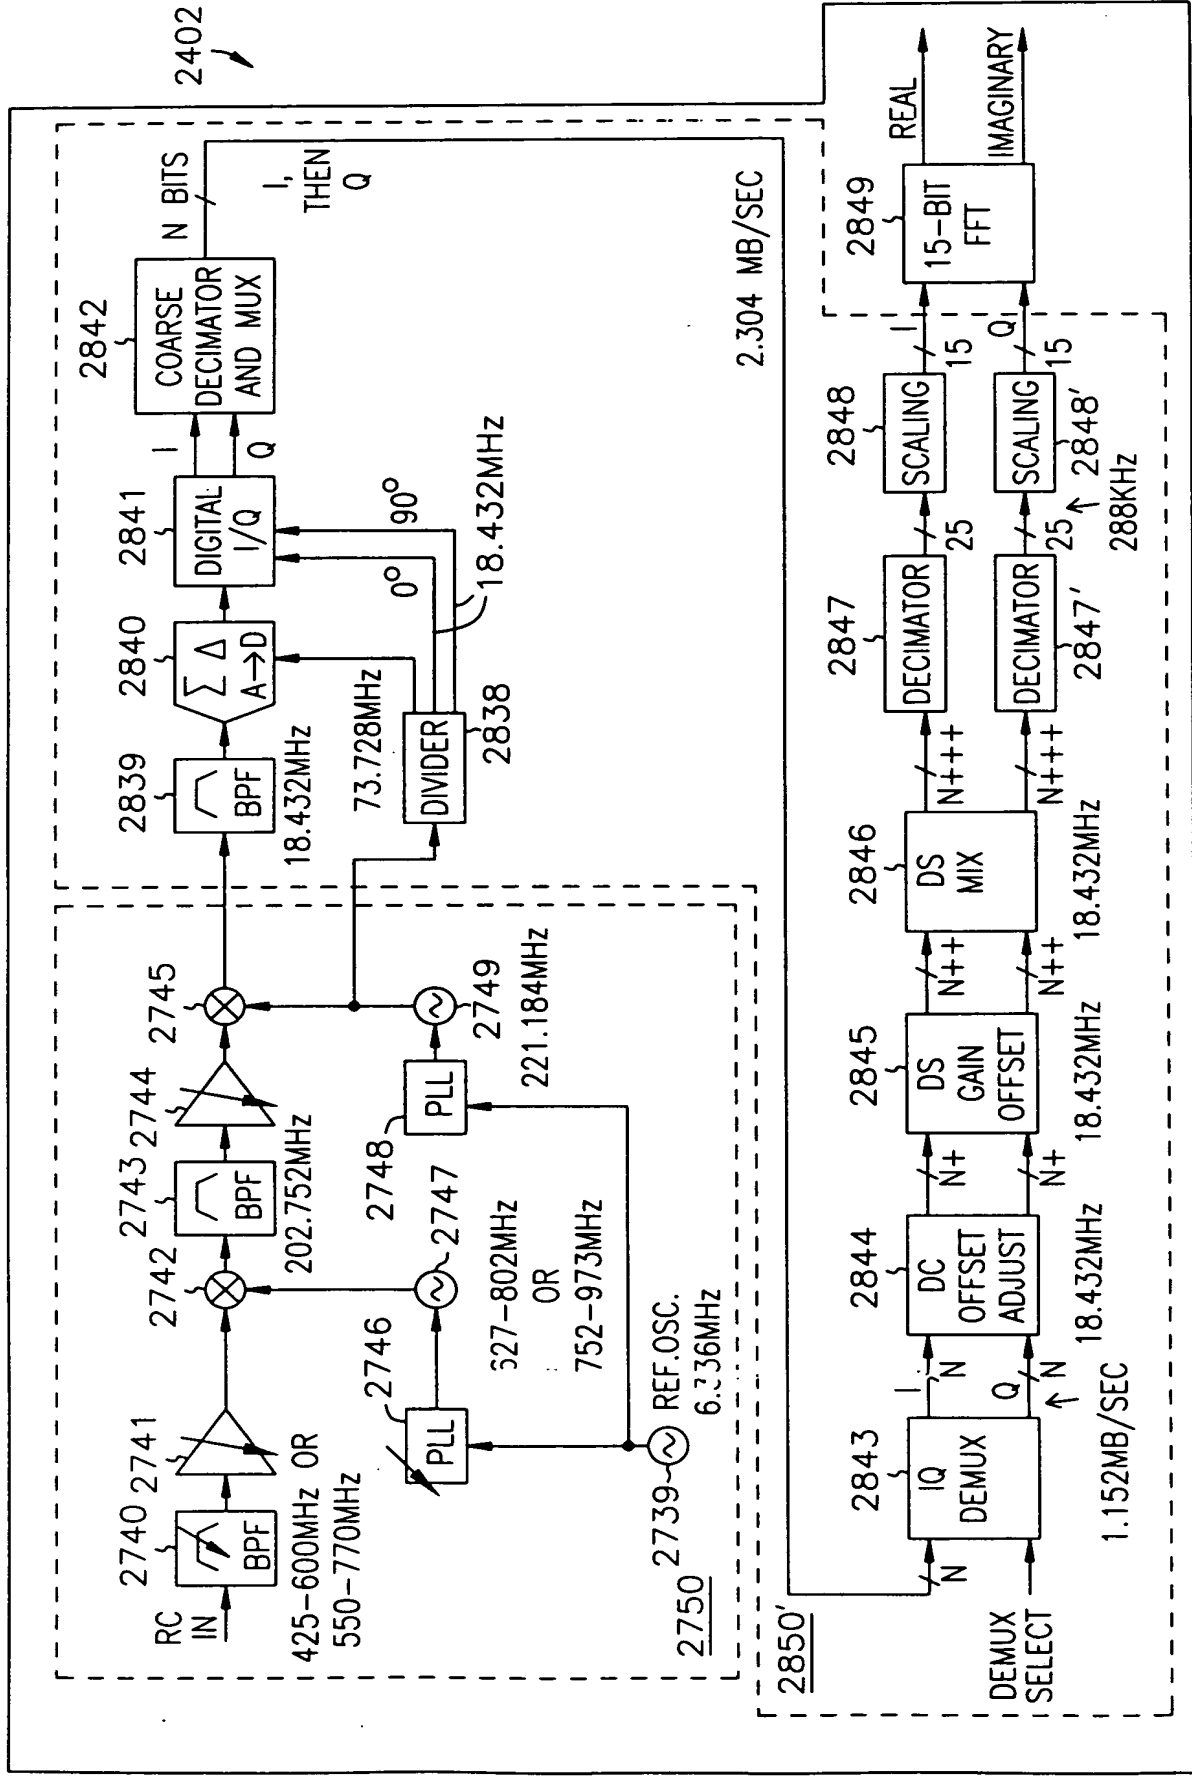 2402
2740
2741
2742
2743
2744
2745
2839
2840
2841
2842
RC
IN
BPF
425-600MHz OR
550-770MHz
BPF
202.752MHz
BPF
18.432MHz
Σ Δ
A→D
DIGITAL
I/Q
I
Q
COARSE
DECIMATOR
AND MUX
N BITS
I,
THEN
Q
2746
PLL
2747
2748
PLL
2749
221.184MHz
627-802MHz
OR
752-973MHz
2739
REF.OSC.
2750
73.728MHz
DIVIDER
2838
0°
90°
18.432MHz
2.304 MB/SEC
2850'
DEMUX
SELECT
N
2843
IQ
DEMUX
I
N
Q
N
1.152MB/SEC
2844
DC
OFFSET
ADJUST
18.432MHz
N+
N+
2845
DS
GAIN
OFFSET
18.432MHz
N++
N++
2846
DS
MIX
18.432MHz
N+++
N+++
2847
DECIMATOR
DECIMATOR
2847'
25
25
288KHz
2848
SCALING
SCALING
2848'
I
15
Q
15
2849
15-BIT
FFT
REAL
IMAGINARY